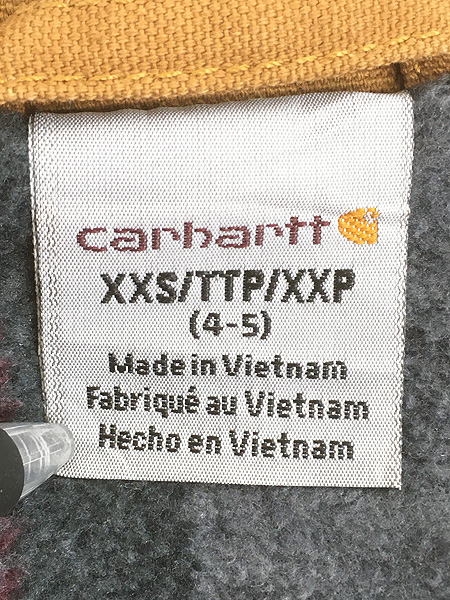 carhartt
XXS/TTP/XXP
(4-5)
Made in Vietnam
Fabriqué au Vietnam
Hecho en Vietnam